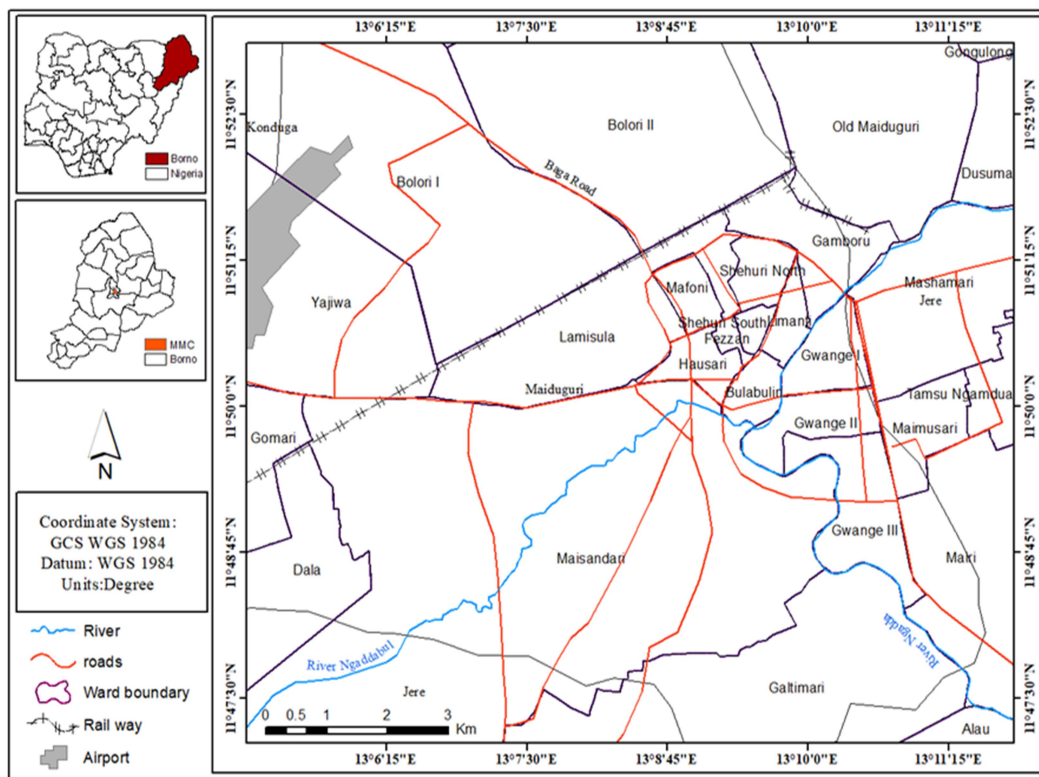 Borno
Nigeria
MMC
Borno
N
Coordinate System:
GCS WGS 1984
Datum: WGS 1984
Units:Degree
River
roads
Ward boundary
Rail way
Airport
13°6'15"E 13°7'30"E 13°8'45"E 13°10'0"E 13°11'15"E
11°52'30"N
11°51'15"N
11°50'0"N
11°48'45"N
11°47'30"N
Gongulong
Konduga
Bolori II
Old Maiduguri
Bolori I
Baga Road
Dusuma
Gamboru
Shehuri North
Mafoni
Mashamari
Jere
Yajiwa
Lamisula
Shehuri South
Limana
Fezzan
Hausari
Gwange I
Maiduguri
Bulabulin
Tamsu Ngamdua
Gwange II
Maimusari
Gomari
Gwange III
Maisandari
Mairi
Dala
River Ngaddabul
River Ngadda
Jere
Galtimari
Alau
0 0.5 1 2 3
Km
13°6'15"E 13°7'30"E 13°8'45"E 13°10'0"E 13°11'15"E
11°52'30"N
11°51'15"N
11°50'0"N
11°48'45"N
11°47'30"N